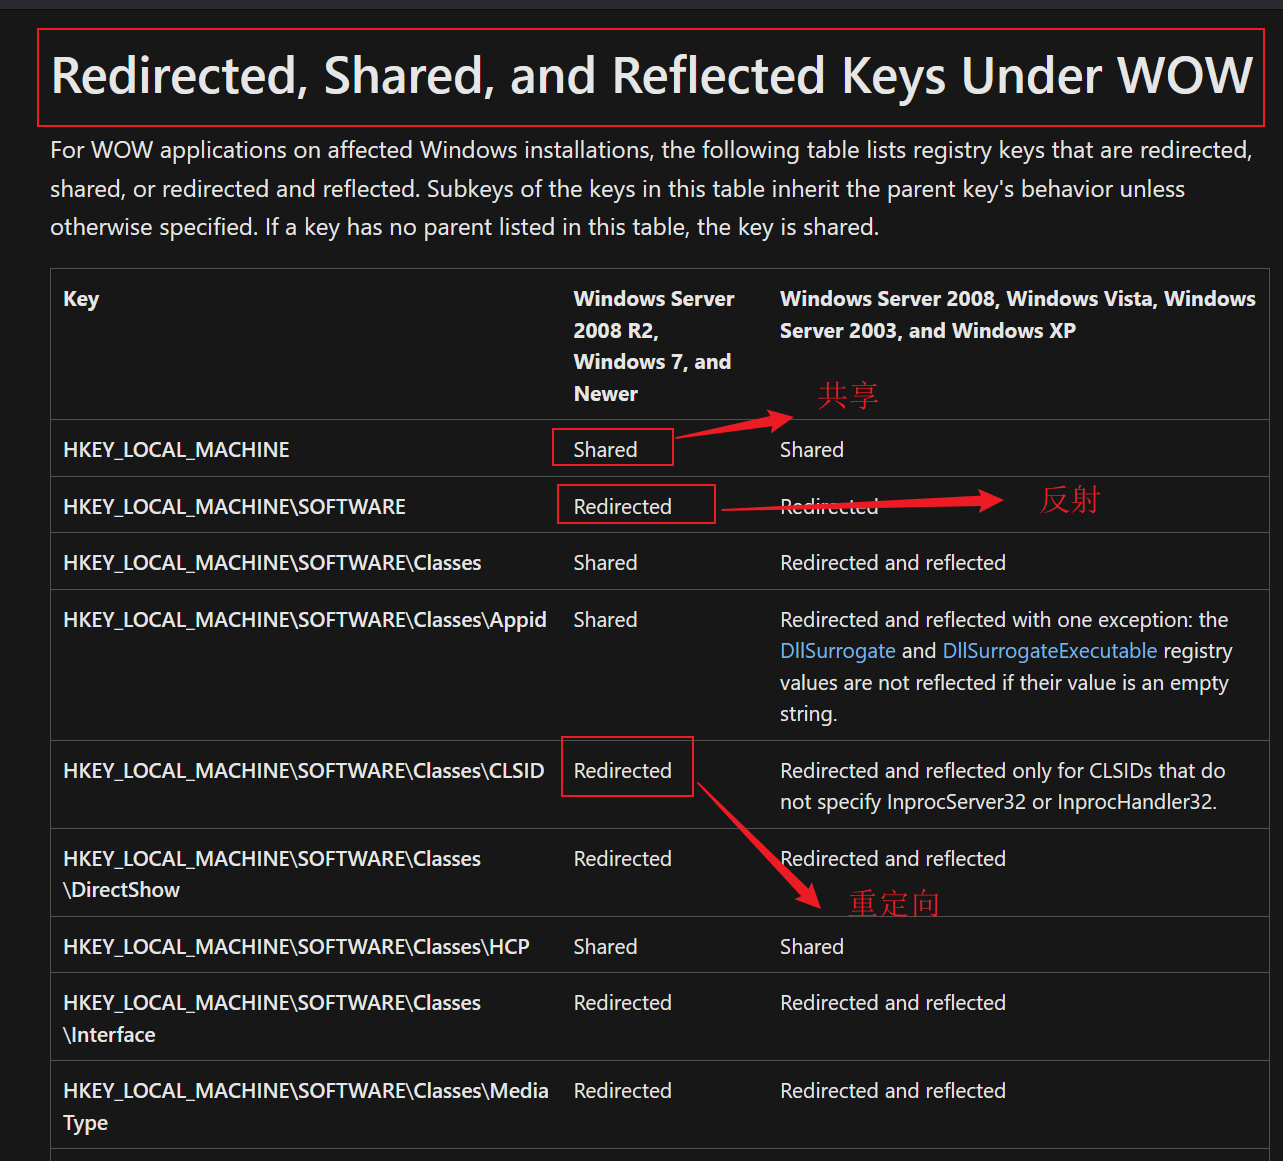 Redirected, Shared, and Reflected Keys Under WOW
For WOW applications on affected Windows installations, the following table lists registry keys that are redirected,
shared, or redirected and reflected. Subkeys of the keys in this table inherit the parent key's behavior unless
otherwise specified. If a key has no parent listed in this table, the key is shared.
Key
Windows Server
2008 R2,
Windows 7, and
Newer
Windows Server 2008, Windows Vista, Windows
Server 2003, and Windows XP
共享
HKEY_LOCAL_MACHINE
Shared
Shared
HKEY_LOCAL_MACHINE\SOFTWARE
Redirected
Redirected
反射
HKEY_LOCAL_MACHINE\SOFTWARE\Classes
Shared
Redirected and reflected
HKEY_LOCAL_MACHINE\SOFTWARE\Classes\Appid
Shared
Redirected and reflected with one exception: the
DllSurrogate and DllSurrogateExecutable registry
values are not reflected if their value is an empty
string.
HKEY_LOCAL_MACHINE\SOFTWARE\Classes\CLSID
Redirected
Redirected and reflected only for CLSIDs that do
not specify InprocServer32 or InprocHandler32.
HKEY_LOCAL_MACHINE\SOFTWARE\Classes
\DirectShow
Redirected
Redirected and reflected
重定向
HKEY_LOCAL_MACHINE\SOFTWARE\Classes\HCP
Shared
Shared
HKEY_LOCAL_MACHINE\SOFTWARE\Classes
\Interface
Redirected
Redirected and reflected
HKEY_LOCAL_MACHINE\SOFTWARE\Classes\Media
Type
Redirected
Redirected and reflected